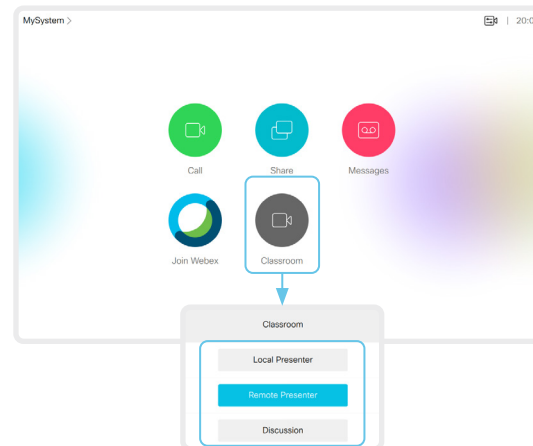 MySystem >
20:0
Call
Share
Messages
Join Webex
Classroom
Classroom
Local Presenter
Remote Presenter
Discussion